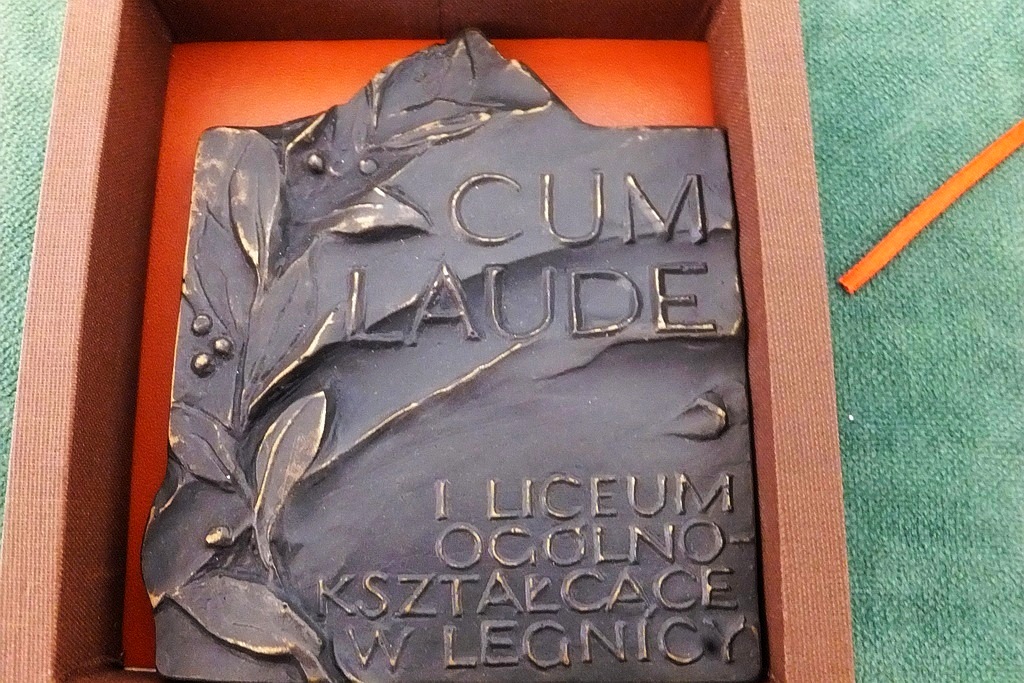 CUM
LAUDE
I LICEUM
OGÓLNO-
KSZTAŁCĄCE
W LEGNICY